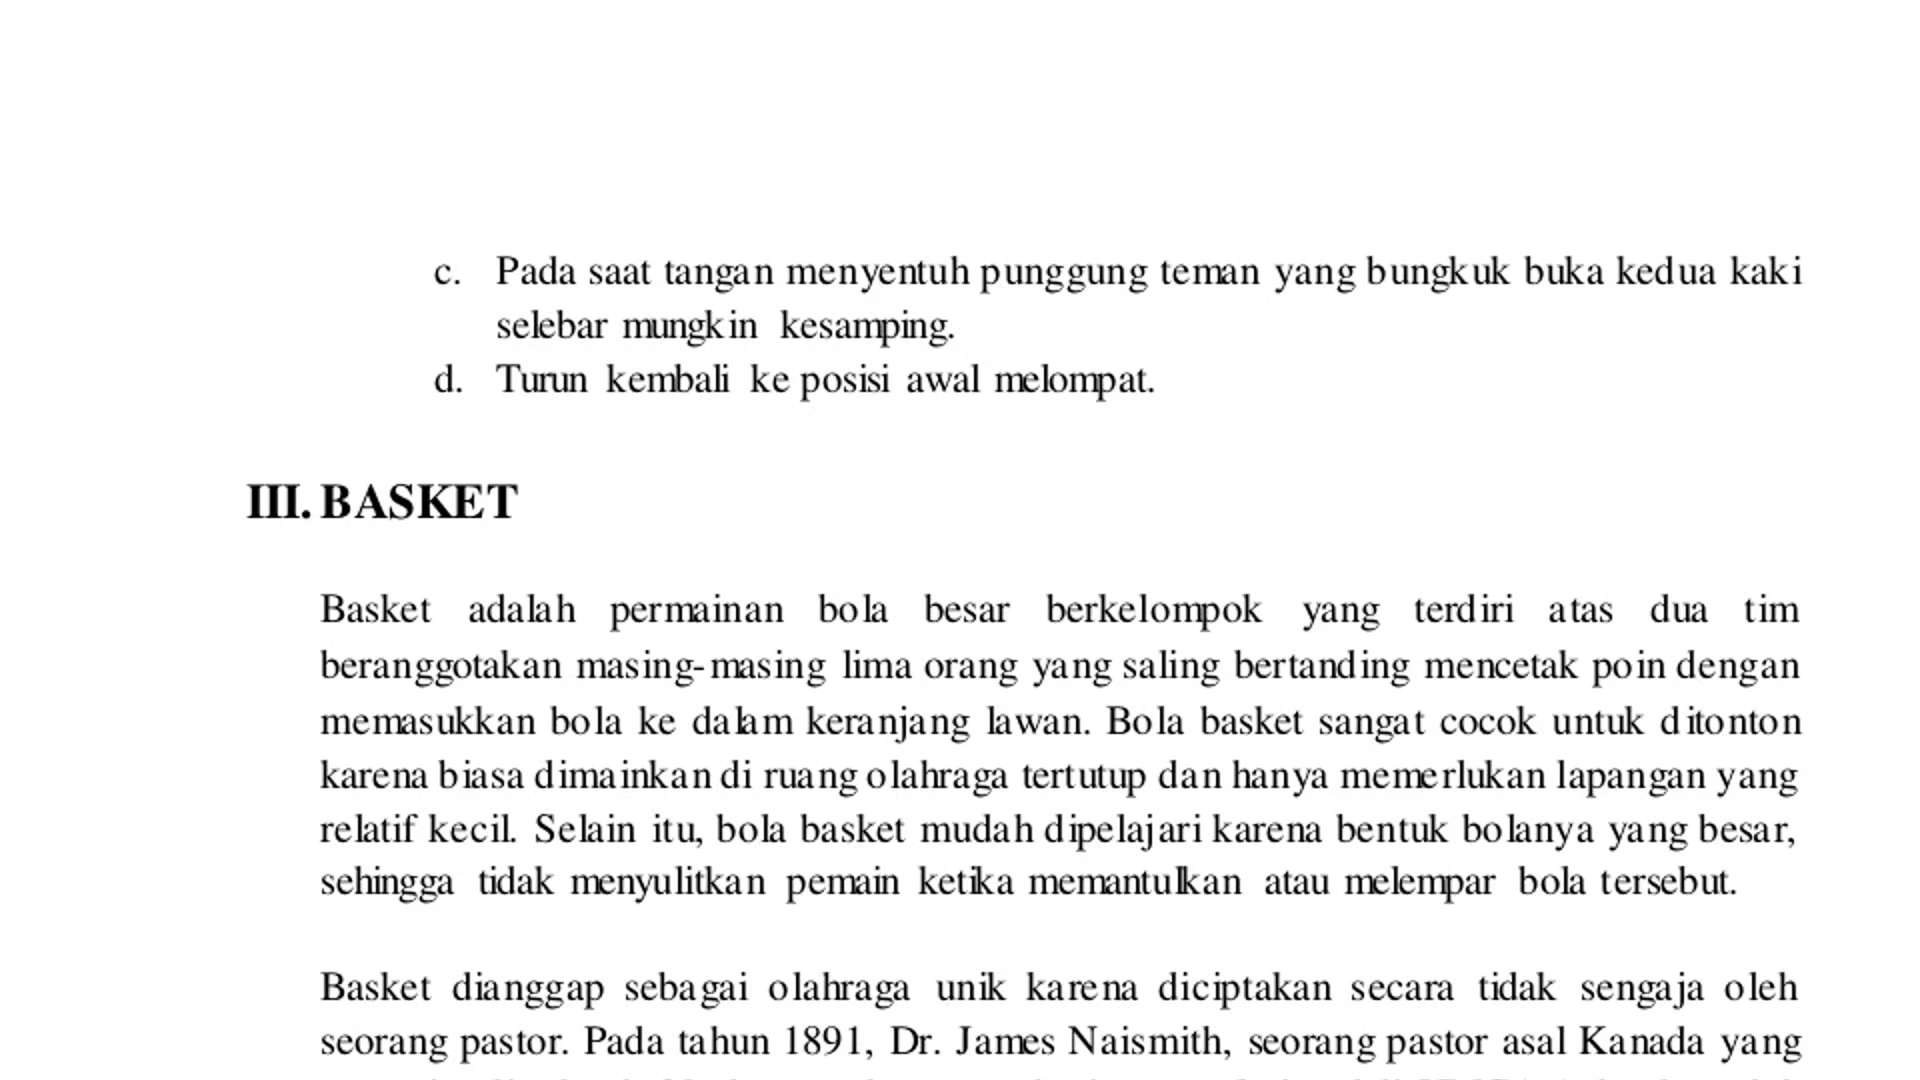 c. Pada saat tangan menyentuh punggung teman yang bungkuk buka kedua kaki
selebar mungkin kesamping.
d. Turun kembali ke posisi awal melompat.
III. BASKET
Basket adalah permainan bola besar berkelompok yang terdiri atas dua tim
beranggotakan masing-masing lima orang yang saling bertanding mencetak poin dengan
memasukkan bola ke dalam keranjang lawan. Bola basket sangat cocok untuk ditonton
karena biasa dimainkan di ruang olahraga tertutup dan hanya memerlukan lapangan yang
relatif kecil. Selain itu, bola basket mudah dipelajari karena bentuk bolanya yang besar,
sehingga tidak menyulitkan pemain ketika memantulkan atau melempar bola tersebut.
Basket dianggap sebagai olahraga unik karena diciptakan secara tidak sengaja oleh
seorang pastor. Pada tahun 1891, Dr. James Naismith, seorang pastor asal Kanada yang